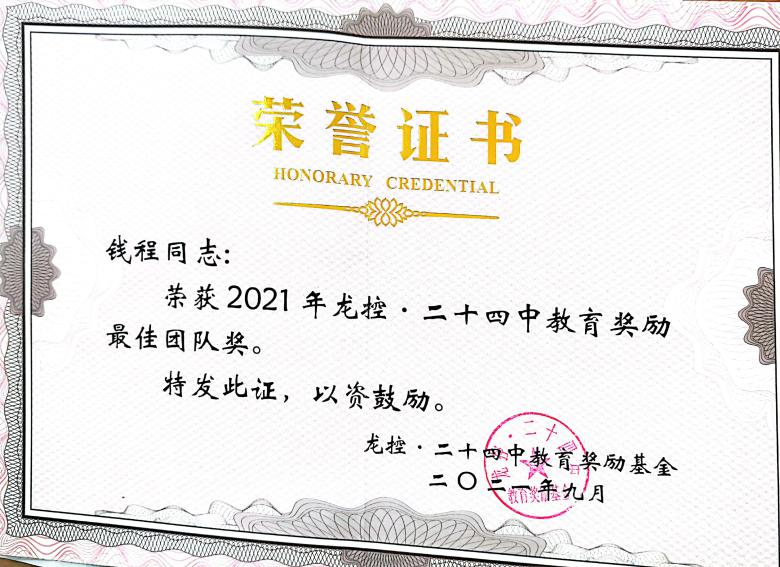 荣誉证书
HONORARY CREDENTIAL
钱程同志：
荣获2021年龙控·二十四中教育奖励
最佳团队奖。
特发此证，以资鼓励。
龙控·二十四中教育奖励基金
二〇二一年九月